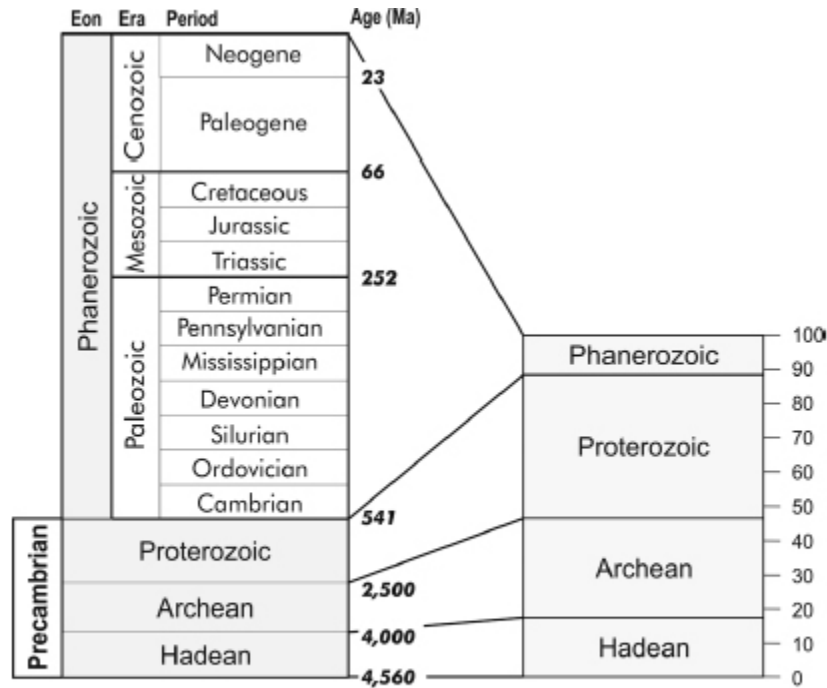 Eon Era Period Age (Ma)
Phanerozoic
Cenozoic
Neogene
23
Paleogene
66
Mesozoic
Cretaceous
Jurassic
Triassic
252
Paleozoic
Permian
Pennsylvanian
Mississippian
Devonian
Silurian
Ordovician
Cambrian
541
Precambrian
Proterozoic
2,500
Archean
4,000
Hadean
4,560
Phanerozoic
Proterozoic
Archean
Hadean
100
90
80
70
60
50
40
30
20
10
0